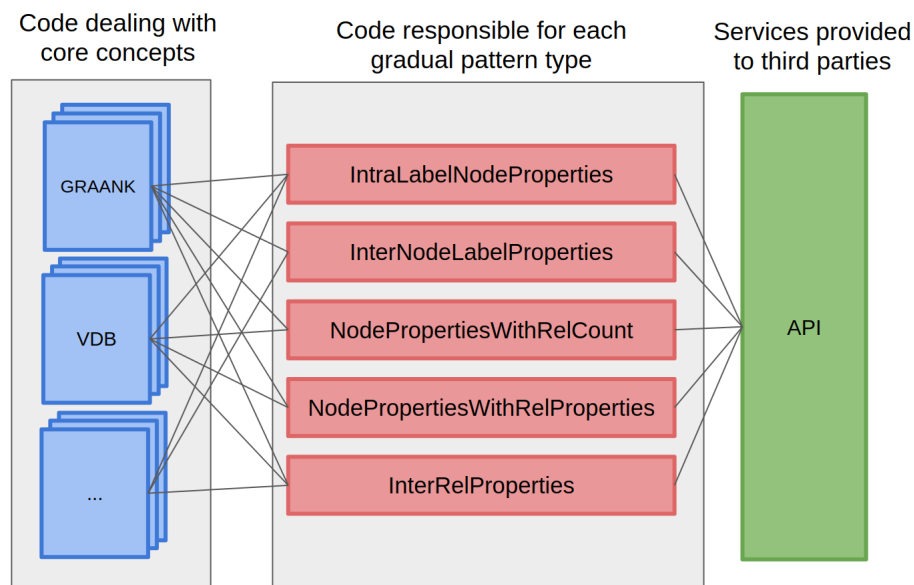 Code dealing with
core concepts
Code responsible for each
gradual pattern type
Services provided
to third parties
GRAANK
VDB
...
IntraLabelNodeProperties
InterNodeLabelProperties
NodePropertiesWithRelCount
NodePropertiesWithRelProperties
InterRelProperties
API